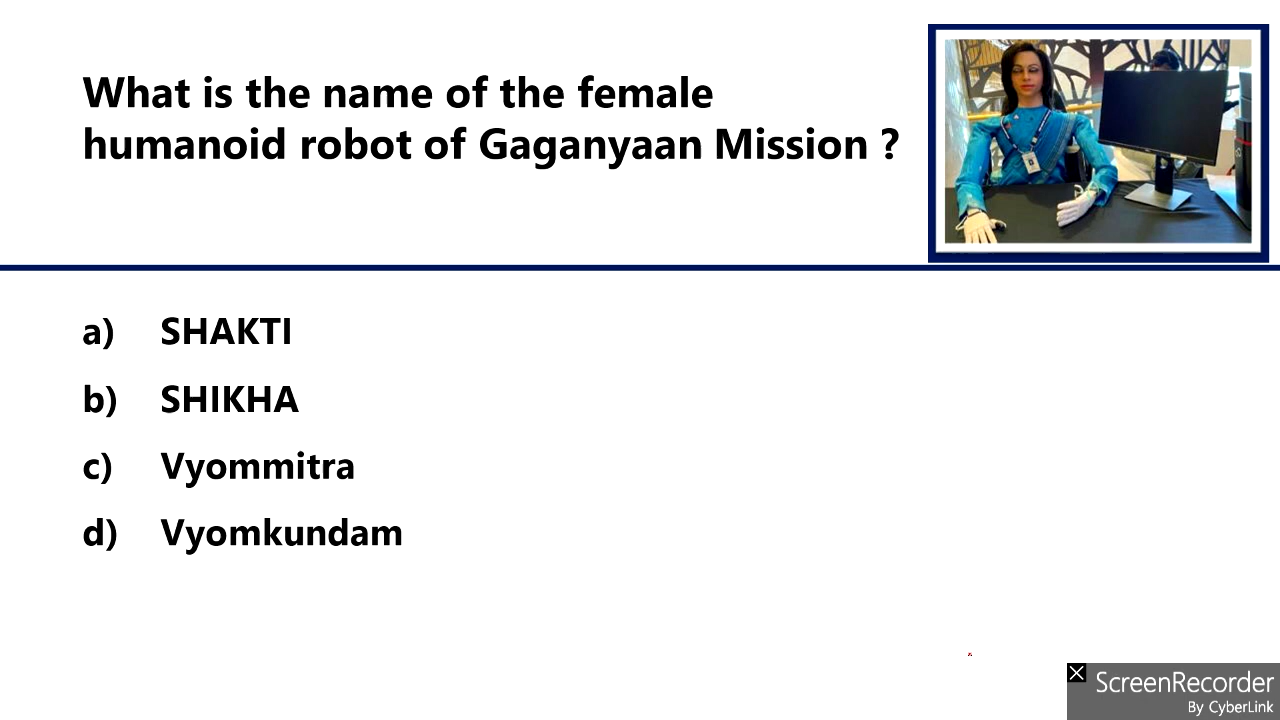 What is the name of the female
humanoid robot of Gaganyaan Mission ?
a) SHAKTI
b) SHIKHA
c) Vyommitra
d) Vyomkundam
ScreenRecorder
By CyberLink